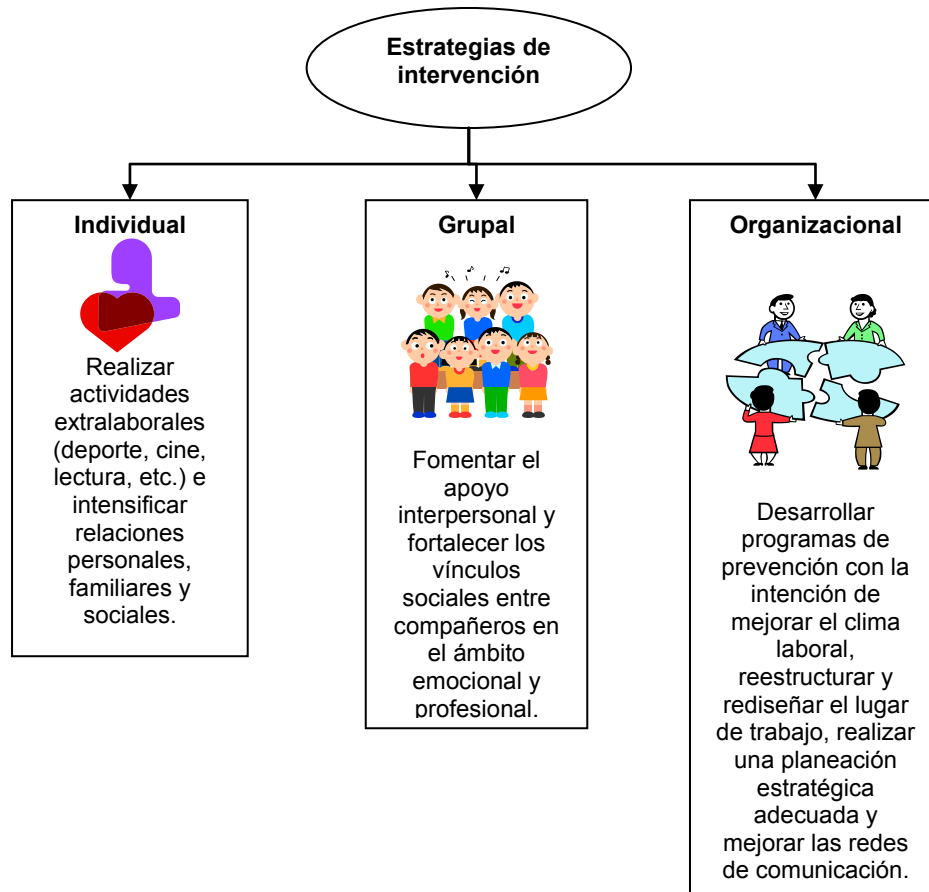 Estrategias de
intervención
Individual
Realizar
actividades
extralaborales
(deporte, cine,
lectura, etc.) e
intensificar
relaciones
personales,
familiares y
sociales.
Grupal
Fomentar el
apoyo
interpersonal y
fortalecer los
vínculos
sociales entre
compañeros en
el ámbito
emocional y
profesional.
Organizacional
Desarrollar
programas de
prevención con la
intención de
mejorar el clima
laboral,
reestructurar y
rediseñar el lugar
de trabajo, realizar
una planeación
estratégica
adecuada y
mejorar las redes
de comunicación.